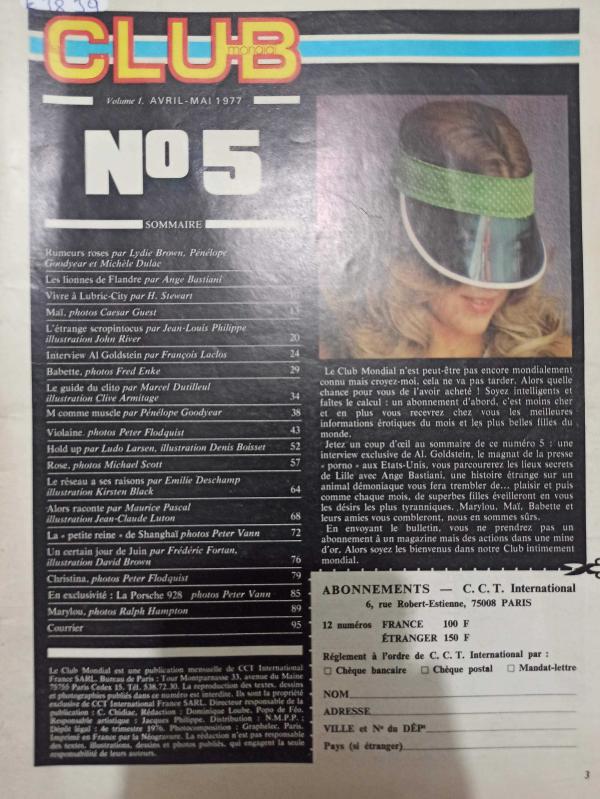 CLUB
mondial
Volume I. AVRIL-MAI 1977
No 5
SOMMAIRE
Rumeurs roses par Lydie Brown, Pénélope
Goodyear et Michèle Dulac
Les lionnes de Flandre par Ange Bastiani
Vivre à Lubric-City par H. Stewart
Maï, photos Caesar Guest
L'étrange scropintocus par Jean-Louis Philippe
illustration John River 20
Interview Al Goldstein par François Laclos 24
Babette, photos Fred Enke 29
Le guide du clito par Marcel Dutilleul
illustration Clive Armitage 34
M comme muscle par Pénélope Goodyear 38
Violaine, photos Peter Flodquist 43
Hold up par Ludo Larsen, illustration Denis Boisset 52
Rose, photos Michael Scott 57
Le réseau a ses raisons par Emilie Deschamp
illustration Kirsten Black 64
Alors raconte par Maurice Pascal
illustration Jean-Claude Luton 68
La « petite reine » de Shanghaï photos Peter Vann 72
Un certain jour de Juin par Frédéric Fortan,
illustration David Brown 76
Christina, photos Peter Flodquist 79
En exclusivité : La Porsche 928 photos Peter Vann 85
Marylou, photos Ralph Hampton 89
Courrier 95
Le Club Mondial est une publication mensuelle de CCT International
France SARL. Bureau de Paris : Tour Montparnasse 33, avenue du Maine
75755 Paris Cedex 15. Tél. 538.72.30. La reproduction des textes, dessins
et photographies publiés dans ce numéro est interdite. Ils sont la propriété
exclusive de CCT International France SARL. Directeur responsable de la
publication : C. Chidiac, Rédaction : Dominique Loube, Popo de Féo.
Responsable artistique : Jacques Philippe. Distribution : N.M.P.P.
Dépôt légal : 4e trimestre 1976. Photocomposition : Graphelec, Paris.
Imprimé en France par la Néogravure. La rédaction n'est pas responsable
des textes, illustrations, dessins et photos publiés, qui engagent la seule
responsabilité de leurs auteurs.
Le Club Mondial n'est peut-être pas encore mondialement
connu mais croyez-moi, cela ne va pas tarder. Alors quelle
chance pour vous de l'avoir acheté ! Soyez intelligents et
faîtes le calcul : un abonnement d'abord, c'est moins cher
et en plus vous recevrez chez vous les meilleures
informations érotiques du mois et les plus belles filles du
monde.
Jetez un coup d'œil au sommaire de ce numéro 5 : une
interview exclusive de Al. Goldstein, le magnat de la presse
« porno » aux Etats-Unis, vous parcourerez les lieux secrets
de Lille avec Ange Bastiani, une histoire étrange sur un
animal démoniaque vous fera trembler de... plaisir et puis
comme chaque mois, de superbes filles éveilleront en vous
les désirs les plus tyranniques. Marylou, Maï, Babette et
leurs amies vous combleront, nous en sommes sûrs.
En envoyant le bulletin, vous ne prendrez pas un
abonnement à un magazine mais des actions dans une mine
d'or. Alors soyez les bienvenus dans notre Club intimement
mondial.
ABONNEMENTS — C. C. T. International
6, rue Robert-Estienne, 75008 PARIS
12 numéros FRANCE 100 F
ÉTRANGER 150 F
Réglement à l'ordre de C. C. T. International par :
□ Chèque bancaire □ Chèque postal □ Mandat-lettre
NOM
ADRESSE
VILLE et No du DÉPt
Pays (si étranger)
3